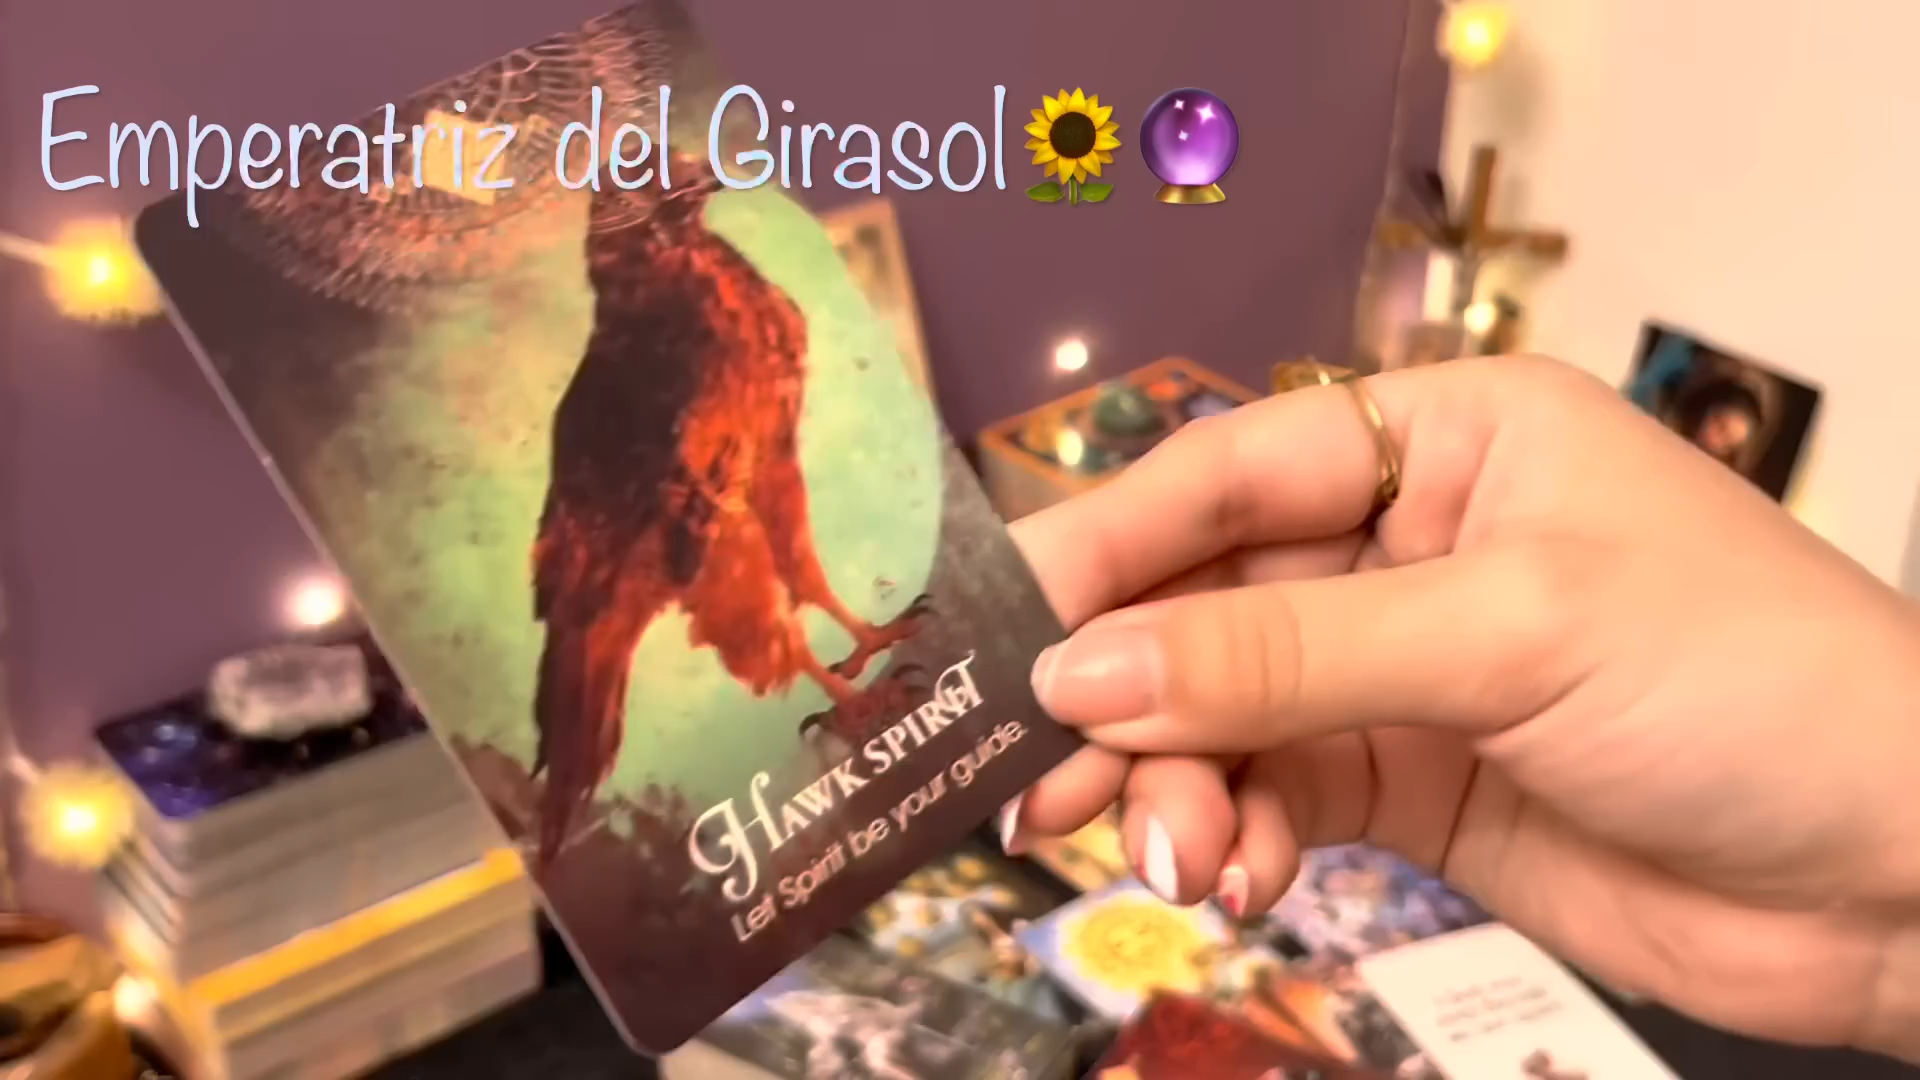 Emperatriz del Girasol🌻🔮
HAWK SPIRIT
Let Spirit be your guide.